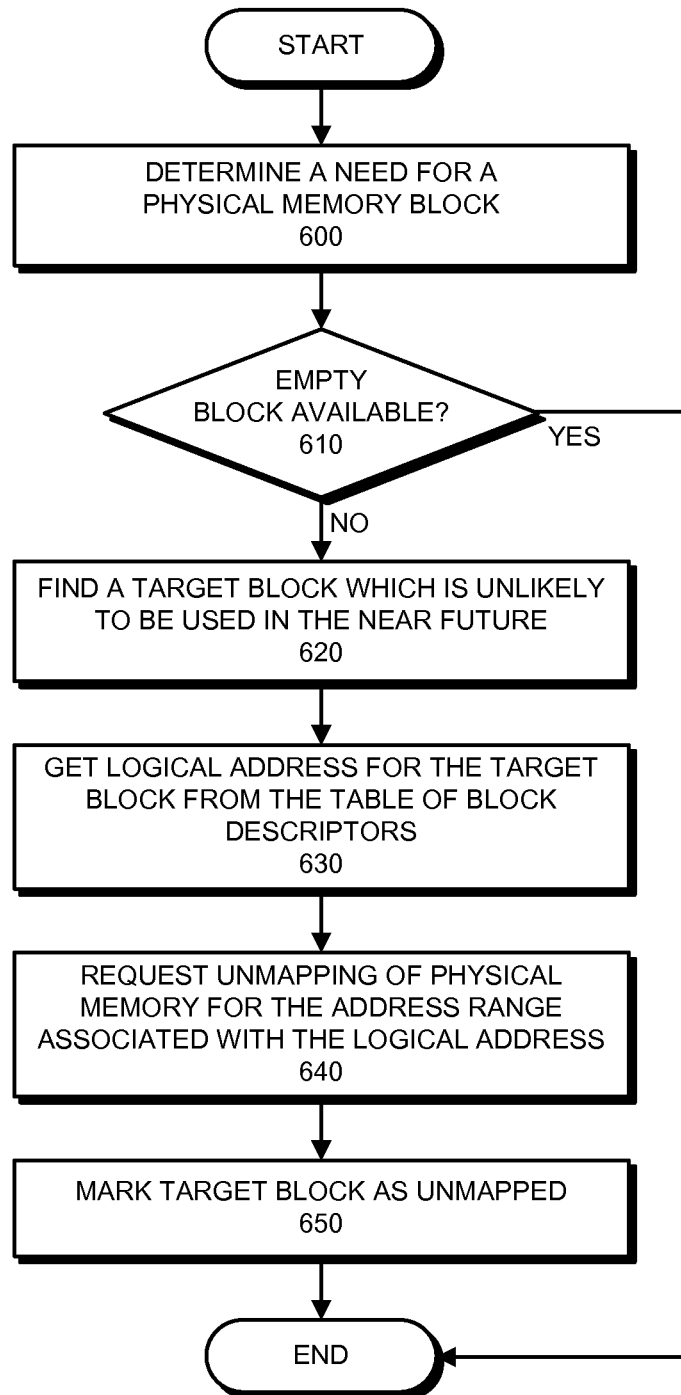 START
DETERMINE A NEED FOR A
PHYSICAL MEMORY BLOCK
600
EMPTY
BLOCK AVAILABLE?
610
YES
NO
FIND A TARGET BLOCK WHICH IS UNLIKELY
TO BE USED IN THE NEAR FUTURE
620
GET LOGICAL ADDRESS FOR THE TARGET
BLOCK FROM THE TABLE OF BLOCK
DESCRIPTORS
630
REQUEST UNMAPPING OF PHYSICAL
MEMORY FOR THE ADDRESS RANGE
ASSOCIATED WITH THE LOGICAL ADDRESS
640
MARK TARGET BLOCK AS UNMAPPED
650
END